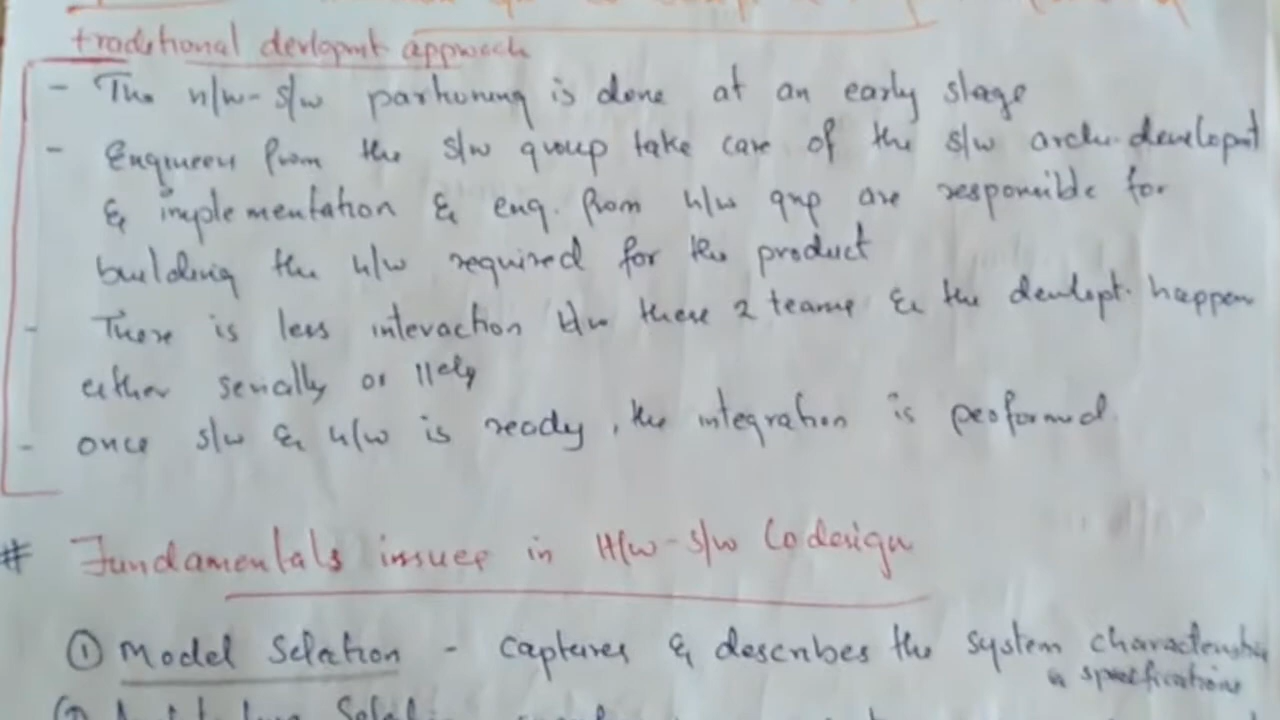 traditional devlopmt approach
- The h/w-s/w partioning is done at an early stage
- Engineers from the s/w group take care of the s/w archi. developmt
& implementation & eng. from h/w grp are responsible for
building the h/w required for the product
- There is less interaction b/w these 2 teams & the devlopt. happen
either serially or llely
- once s/w & h/w is ready, the integration is performed.
# Fundamentals issues in H/w-s/w Codesign
① Model Selection - captures & describes the system characteristics
& specfications